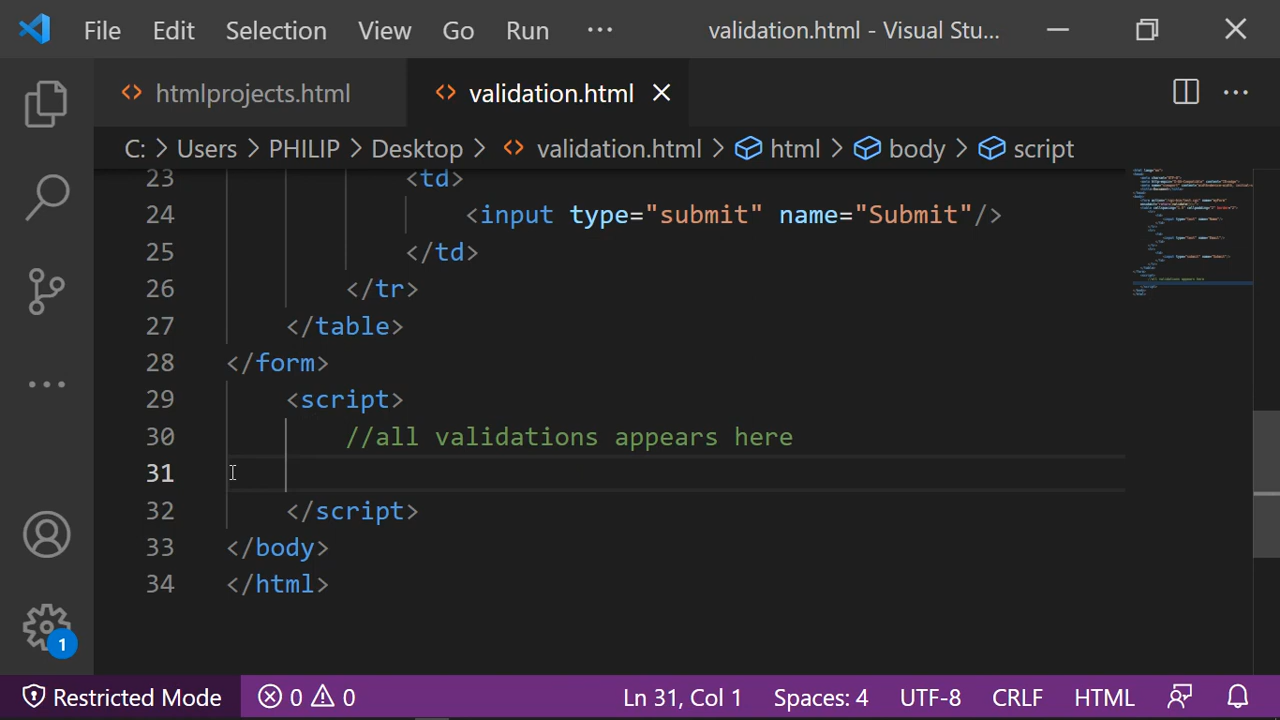 File Edit Selection View Go Run ··· validation.html - Visual Stu...
htmlprojects.html validation.html
C: > Users > PHILIP > Desktop > validation.html > html > body > script
23 <td>
24 <input type="submit" name="Submit"/>
25 </td>
26 </tr>
27 </table>
28 </form>
29 <script>
30 //all validations appears here
31
32 </script>
33 </body>
34 </html>
1
Restricted Mode 0 0 Ln 31, Col 1 Spaces: 4 UTF-8 CRLF HTML